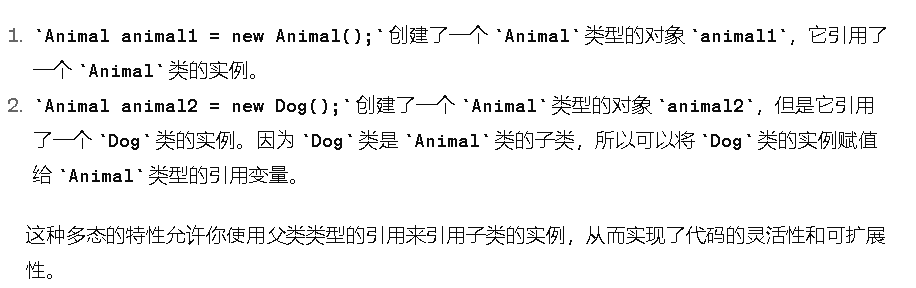 1. `Animal animal1 = new Animal();`创建了一个 `Animal`类型的对象 `animal1`，它引用了
一个 `Animal`类的实例。
2. `Animal animal2 = new Dog();`创建了一个 `Animal`类型的对象 `animal2`，但是它引用
了一个 `Dog`类的实例。因为 `Dog`类是 `Animal`类的子类，所以可以将 `Dog`类的实例赋值
给 `Animal`类型的引用变量。
这种多态的特性允许你使用父类类型的引用来引用子类的实例，从而实现了代码的灵活性和可扩展
性。